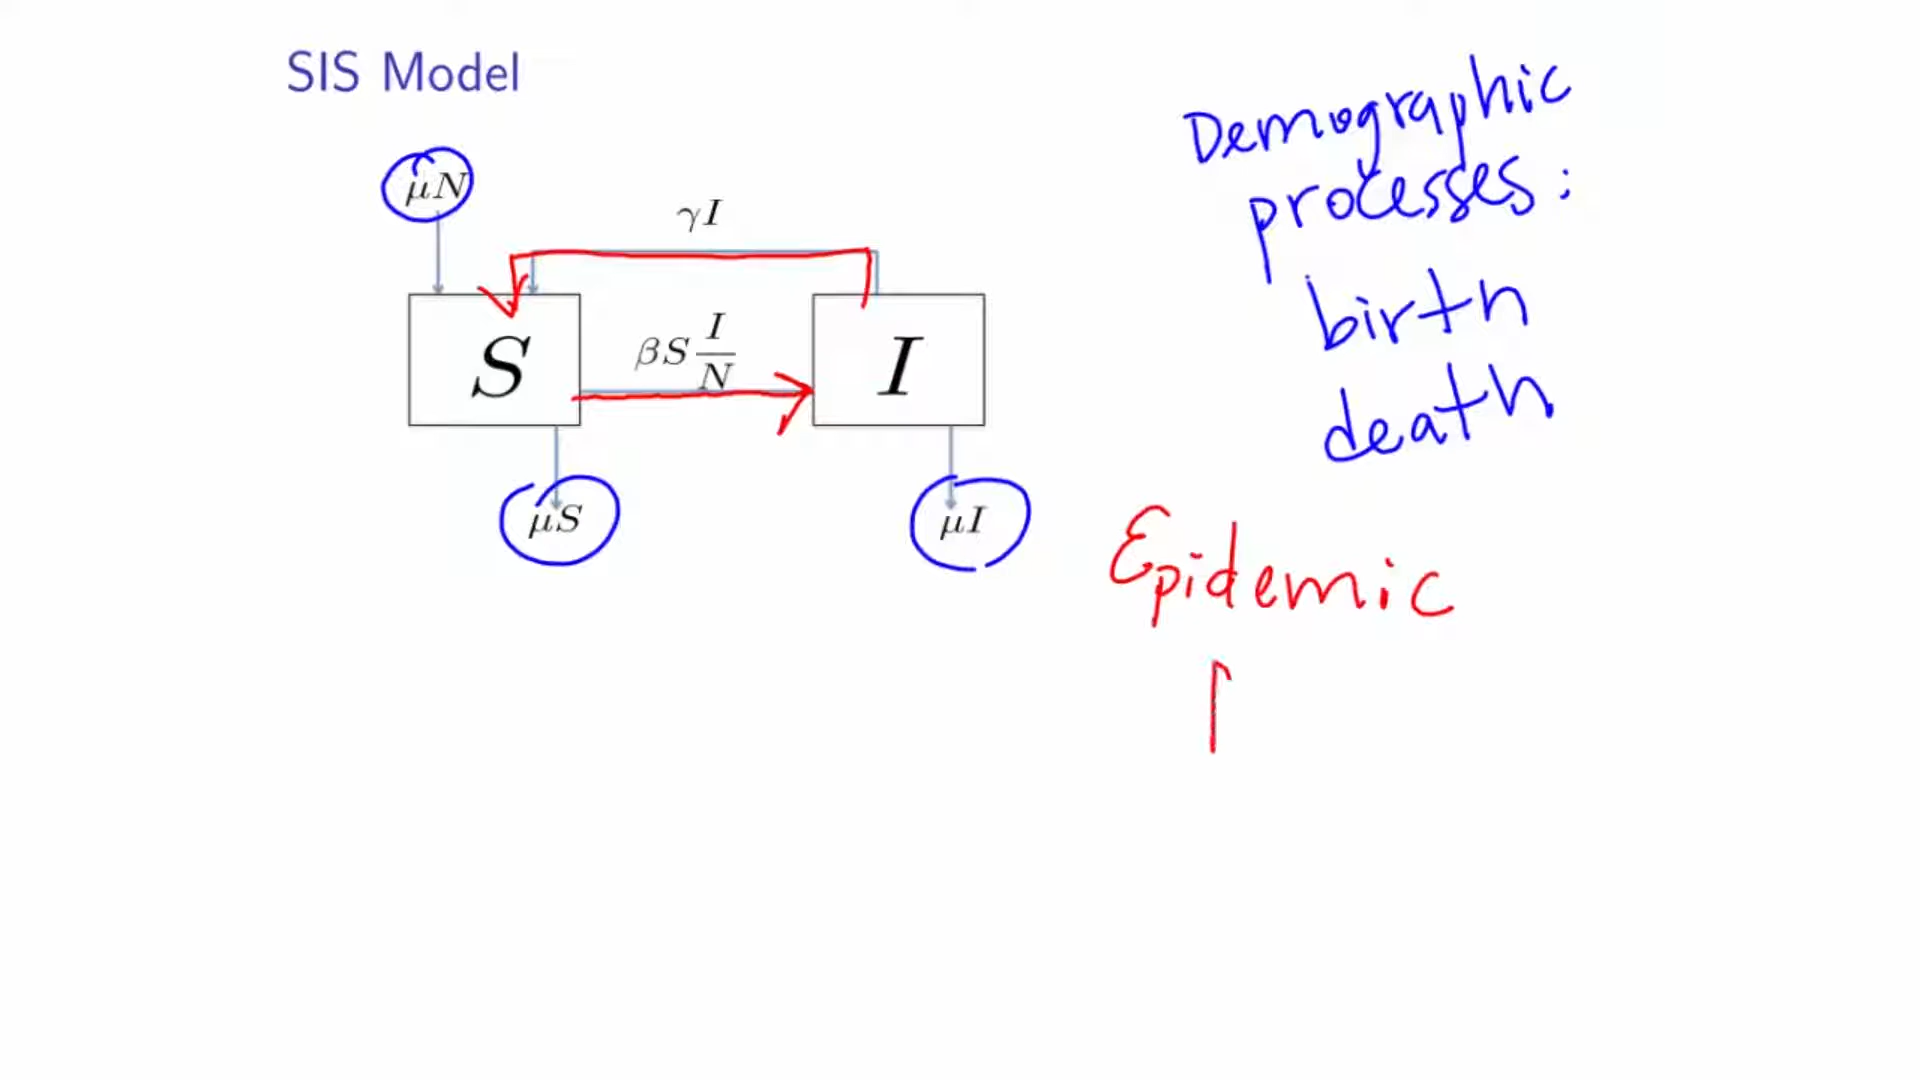 SIS Model
μN
γI
βS I/N
S
I
μS
μI
Demographic
processes:
birth
death
Epidemic